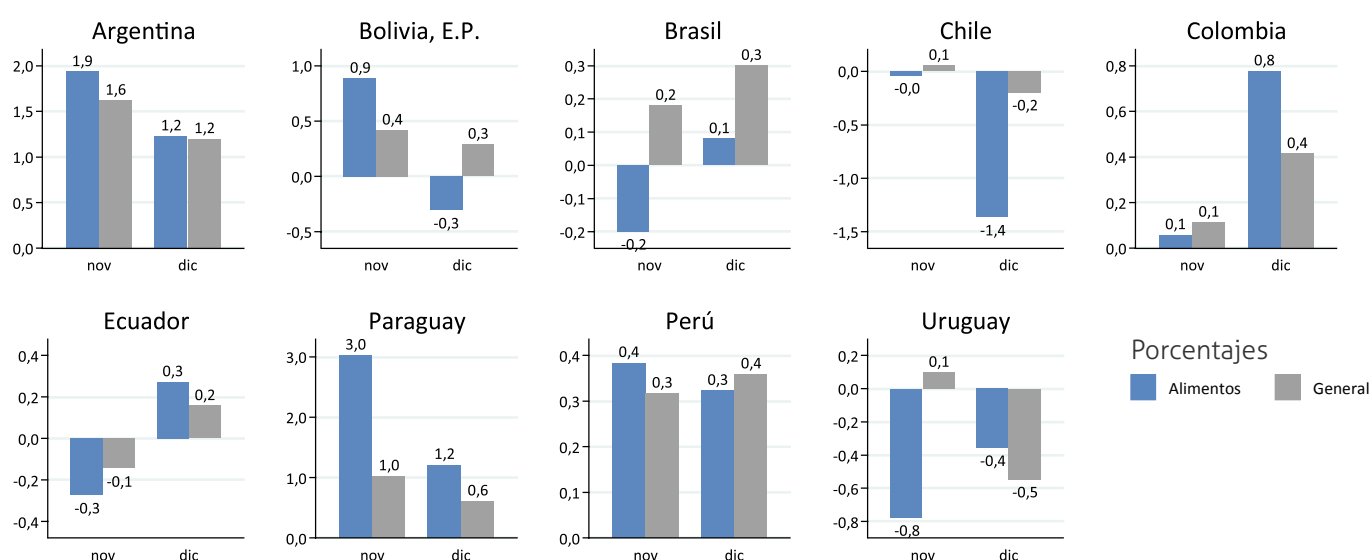 Argentina
2,0
1,5
1,0
0,5
0,0
1,9
1,6
1,2
1,2
nov
dic
Bolivia, E.P.
1,0
0,5
0,0
-0,5
0,9
0,4
-0,3
0,3
nov
dic
Brasil
0,3
0,2
0,1
0,0
-0,1
-0,2
-0,2
0,2
0,1
0,3
nov
dic
Chile
0,0
-0,5
-1,0
-1,5
-0,0
0,1
-1,4
-0,2
nov
dic
Colombia
0,8
0,6
0,4
0,2
0,0
0,1
0,1
0,8
0,4
nov
dic
Ecuador
0,4
0,2
0,0
-0,2
-0,4
-0,3
-0,1
0,3
0,2
nov
dic
Paraguay
3,0
2,0
1,0
0,0
3,0
1,0
1,2
0,6
nov
dic
Perú
0,4
0,3
0,2
0,1
0,0
0,4
0,3
0,3
0,4
nov
dic
Uruguay
0,2
0,0
-0,2
-0,4
-0,6
-0,8
-0,8
0,1
-0,4
-0,5
nov
dic
Porcentajes
Alimentos
General